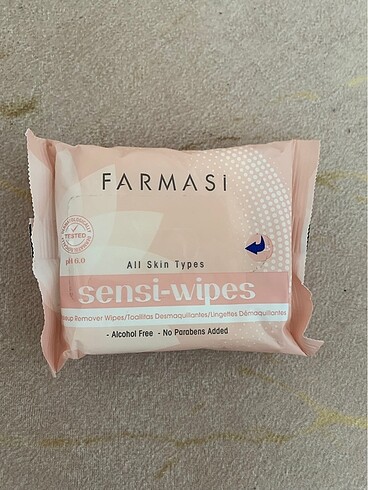 FARMASi
DERMATOLOGICALLY
TESTED
pH 6,0
All Skin Types
sensi-wipes
Remover Wipes/Toallitas Desmaquillantes/Lingettes Démaquillantes
- Alcohol Free - No Parabens Added